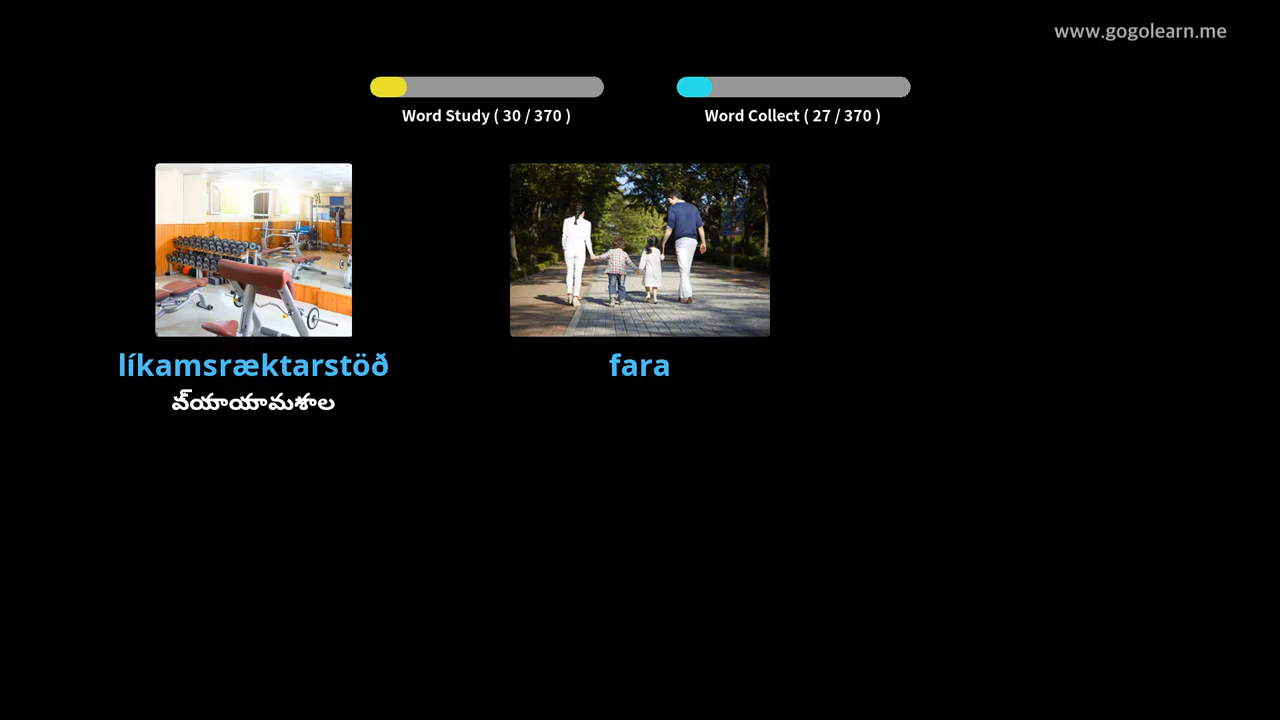 www.gogolearn.me
Word Study ( 30 / 370 )
Word Collect ( 27 / 370 )
líkamsræktarstöð
fara
వ్యాయామశాల